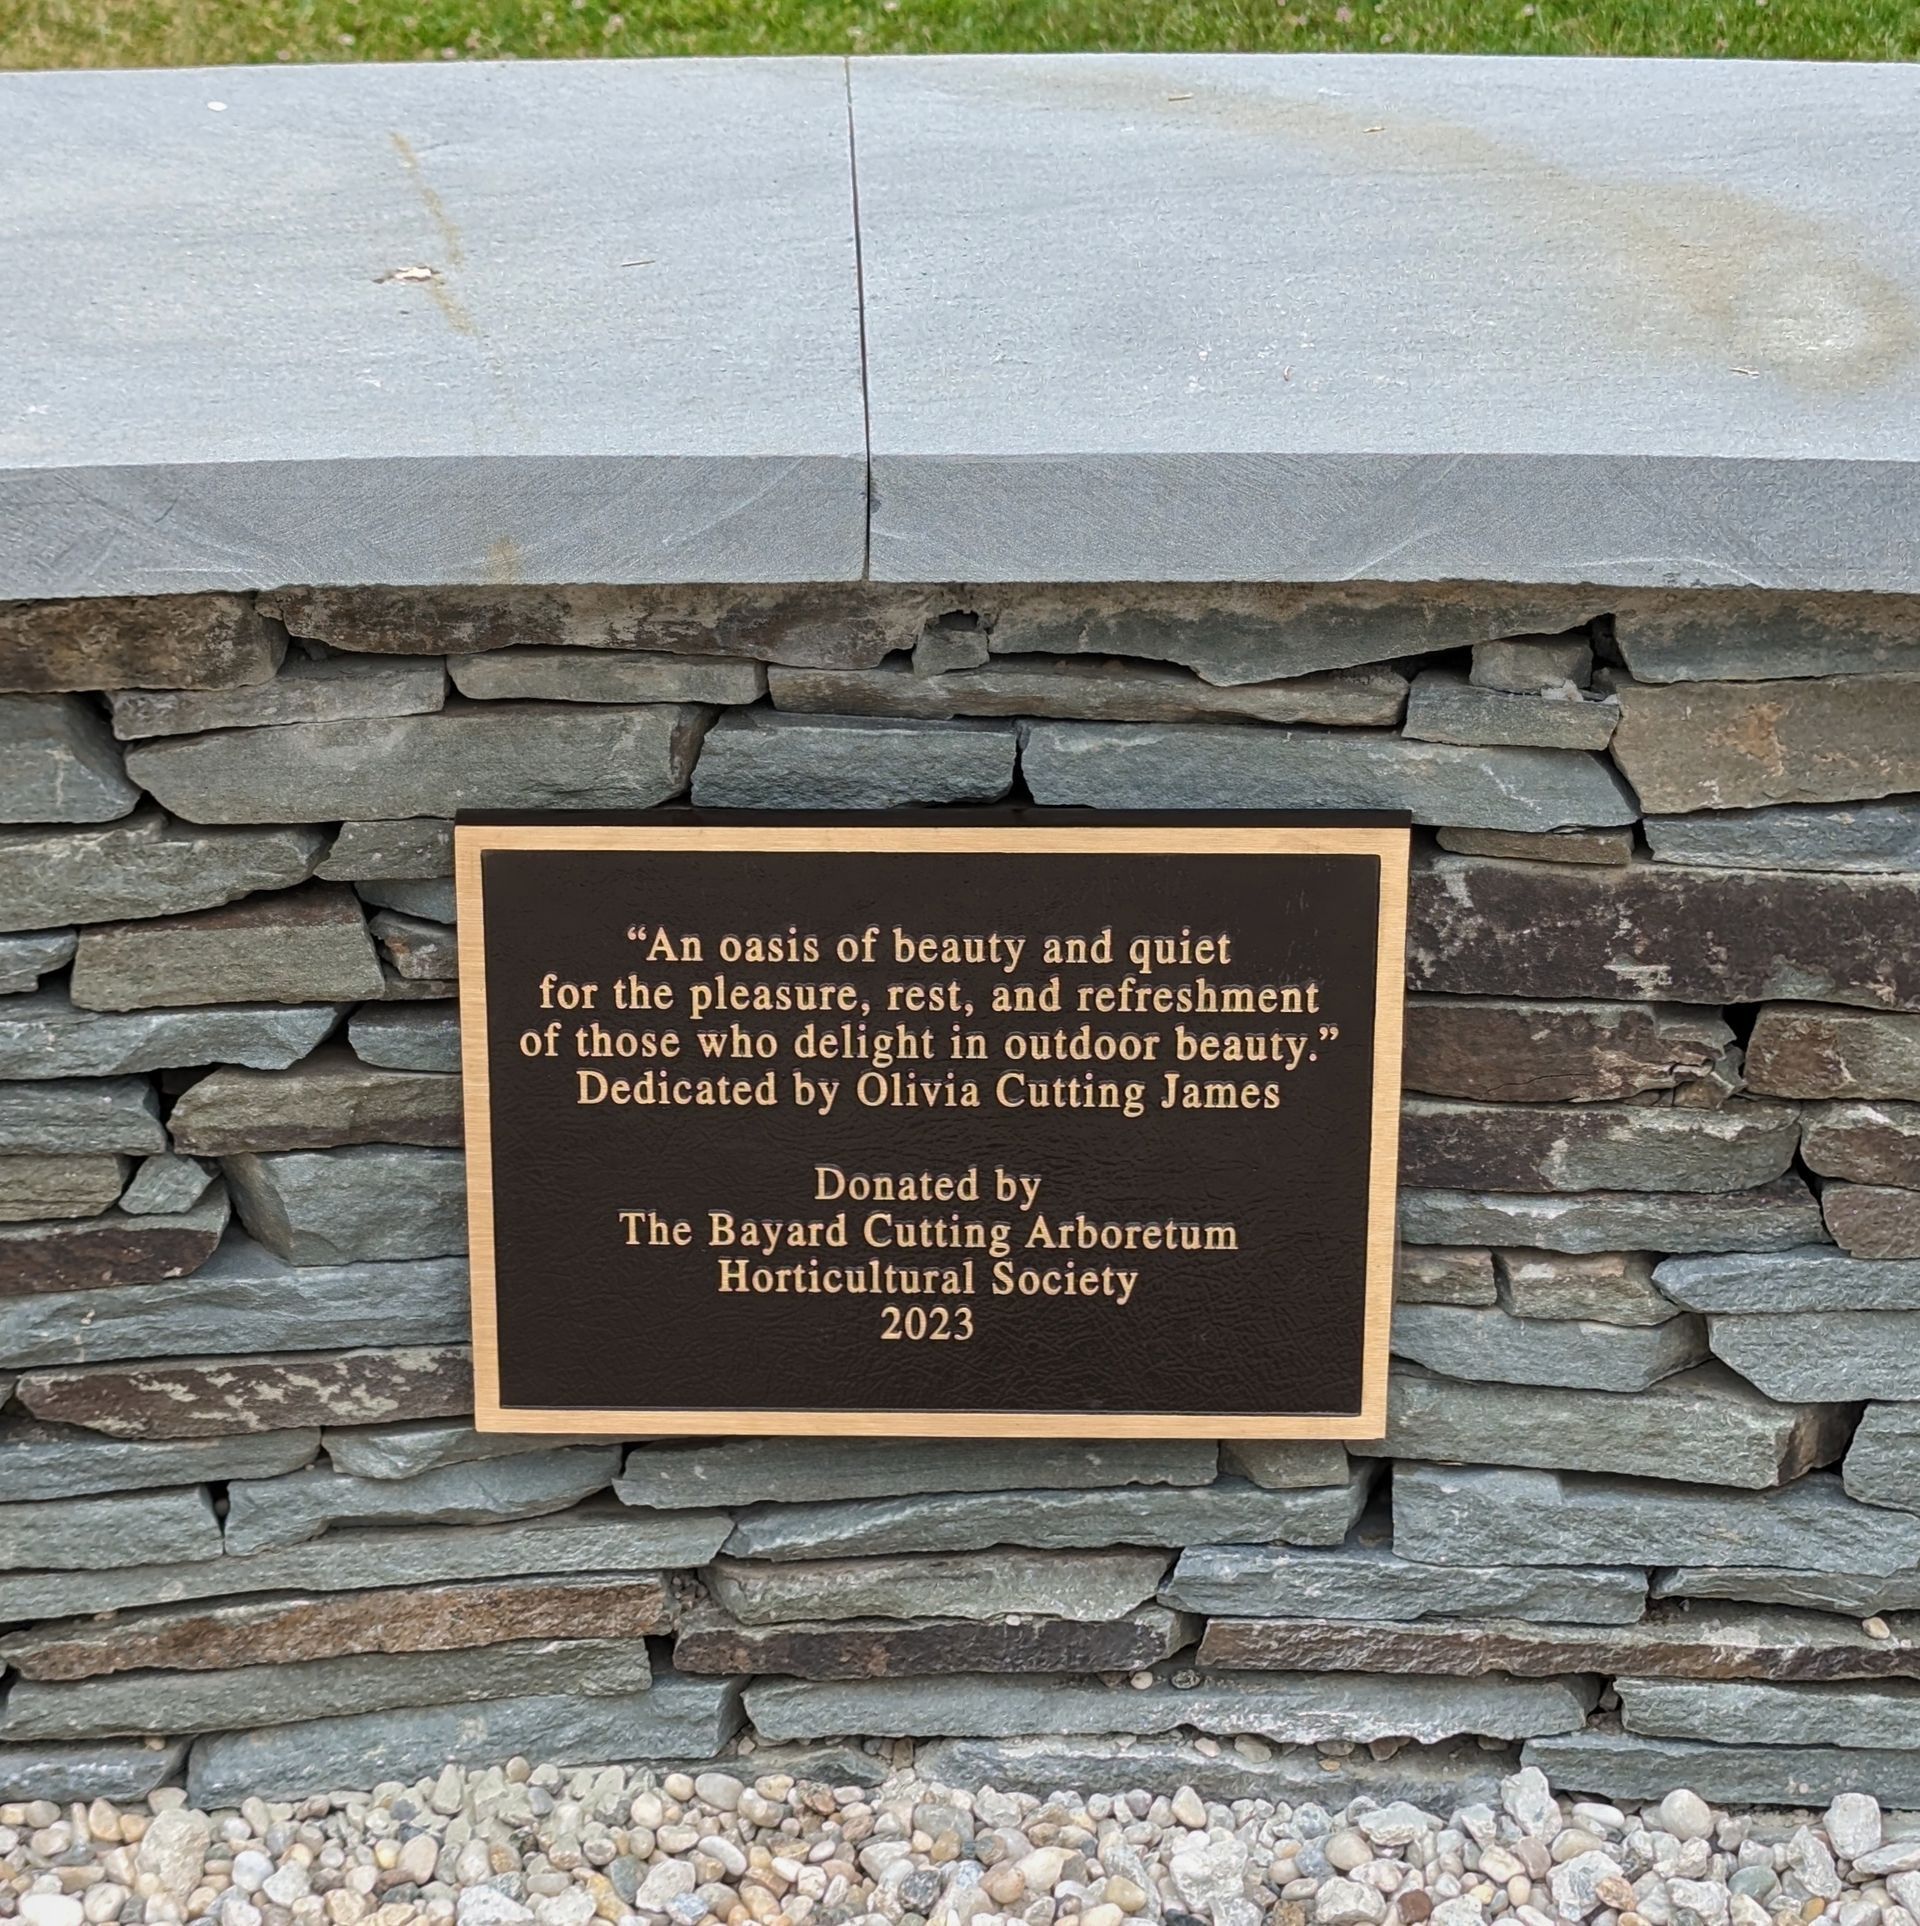 “An oasis of beauty and quiet
for the pleasure, rest, and refreshment
of those who delight in outdoor beauty.”
Dedicated by Olivia Cutting James
Donated by
The Bayard Cutting Arboretum
Horticultural Society
2023